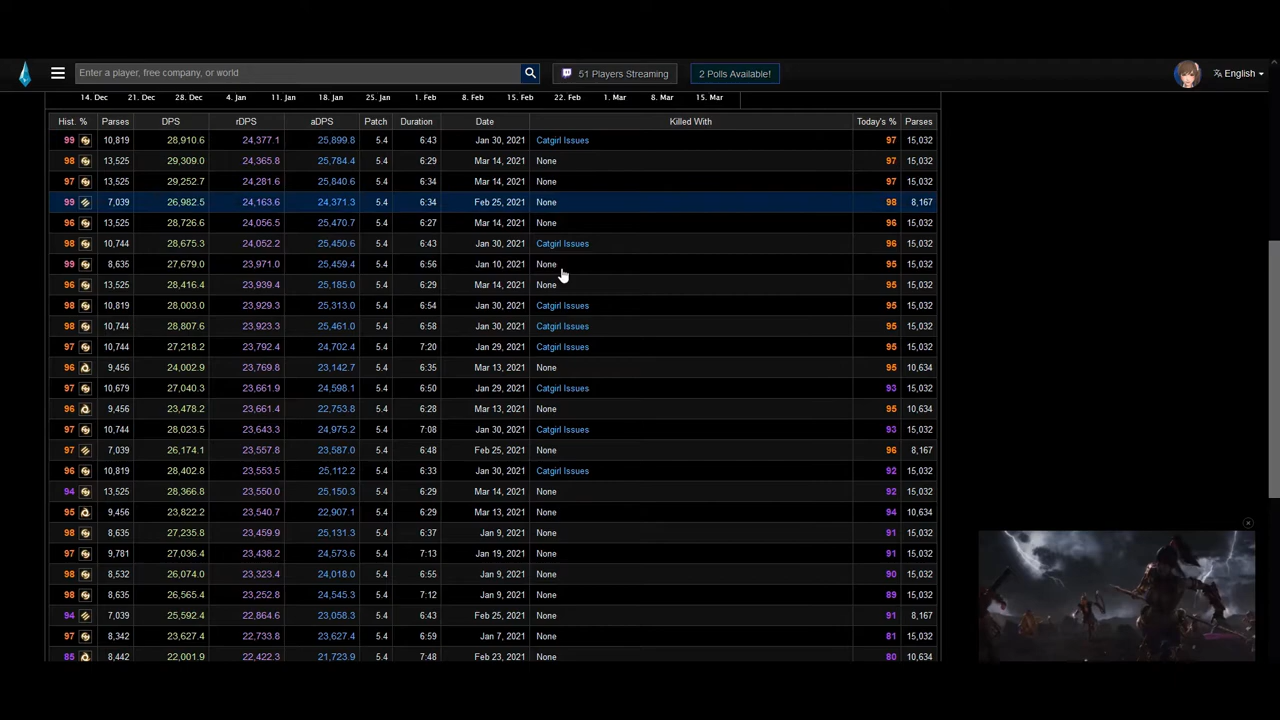 Enter a player, free company, or world
51 Players Streaming
2 Polls Available!
English
14. Dec 21. Dec 28. Dec 4. Jan 11. Jan 18. Jan 25. Jan 1. Feb 8. Feb 15. Feb 22. Feb 1. Mar 8. Mar 15. Mar
Hist. % Parses DPS rDPS aDPS Patch Duration Date Killed With Today's % Parses
99 10,819 28,910.6 24,377.1 25,899.8 5.4 6:43 Jan 30, 2021 Catgirl Issues 97 15,032
98 13,525 29,309.0 24,365.8 25,784.4 5.4 6:29 Mar 14, 2021 None 97 15,032
97 13,525 29,252.7 24,281.6 25,840.6 5.4 6:34 Mar 14, 2021 None 97 15,032
99 7,039 26,982.5 24,163.6 24,371.3 5.4 6:34 Feb 25, 2021 None 98 8,167
96 13,525 28,726.6 24,056.5 25,470.7 5.4 6:27 Mar 14, 2021 None 96 15,032
98 10,744 28,675.3 24,052.2 25,450.6 5.4 6:43 Jan 30, 2021 Catgirl Issues 96 15,032
99 8,635 27,679.0 23,971.0 25,459.4 5.4 6:56 Jan 10, 2021 None 95 15,032
96 13,525 28,416.4 23,939.4 25,185.0 5.4 6:29 Mar 14, 2021 None 95 15,032
98 10,819 28,003.0 23,929.3 25,313.0 5.4 6:54 Jan 30, 2021 Catgirl Issues 95 15,032
98 10,744 28,807.6 23,923.3 25,461.0 5.4 6:58 Jan 30, 2021 Catgirl Issues 95 15,032
97 10,744 27,218.2 23,792.4 24,702.4 5.4 7:20 Jan 29, 2021 Catgirl Issues 95 15,032
96 9,456 24,002.9 23,769.8 23,142.7 5.4 6:35 Mar 13, 2021 None 95 10,634
97 10,679 27,040.3 23,661.9 24,598.1 5.4 6:50 Jan 29, 2021 Catgirl Issues 93 15,032
96 9,456 23,478.2 23,661.4 22,753.8 5.4 6:28 Mar 13, 2021 None 95 10,634
97 10,744 28,023.5 23,643.3 24,975.2 5.4 7:08 Jan 30, 2021 Catgirl Issues 93 15,032
97 7,039 26,174.1 23,557.8 23,587.0 5.4 6:48 Feb 25, 2021 None 96 8,167
96 10,819 28,402.8 23,553.5 25,112.2 5.4 6:33 Jan 30, 2021 Catgirl Issues 92 15,032
94 13,525 28,366.8 23,550.0 25,150.3 5.4 6:29 Mar 14, 2021 None 92 15,032
95 9,456 23,822.2 23,540.7 22,907.1 5.4 6:29 Mar 13, 2021 None 94 10,634
98 8,635 27,235.8 23,459.9 25,131.3 5.4 6:37 Jan 9, 2021 None 91 15,032
97 9,781 27,036.4 23,438.2 24,573.6 5.4 7:13 Jan 19, 2021 None 91 15,032
98 8,532 26,074.0 23,323.4 24,018.0 5.4 6:55 Jan 9, 2021 None 90 15,032
98 8,635 26,565.4 23,252.8 24,545.3 5.4 7:12 Jan 9, 2021 None 89 15,032
94 7,039 25,592.4 22,864.6 23,058.3 5.4 6:43 Feb 25, 2021 None 91 8,167
97 8,342 23,627.4 22,733.8 23,627.4 5.4 6:59 Jan 7, 2021 None 81 15,032
85 8,442 22,001.9 22,422.3 21,723.9 5.4 7:48 Feb 23, 2021 None 80 10,634